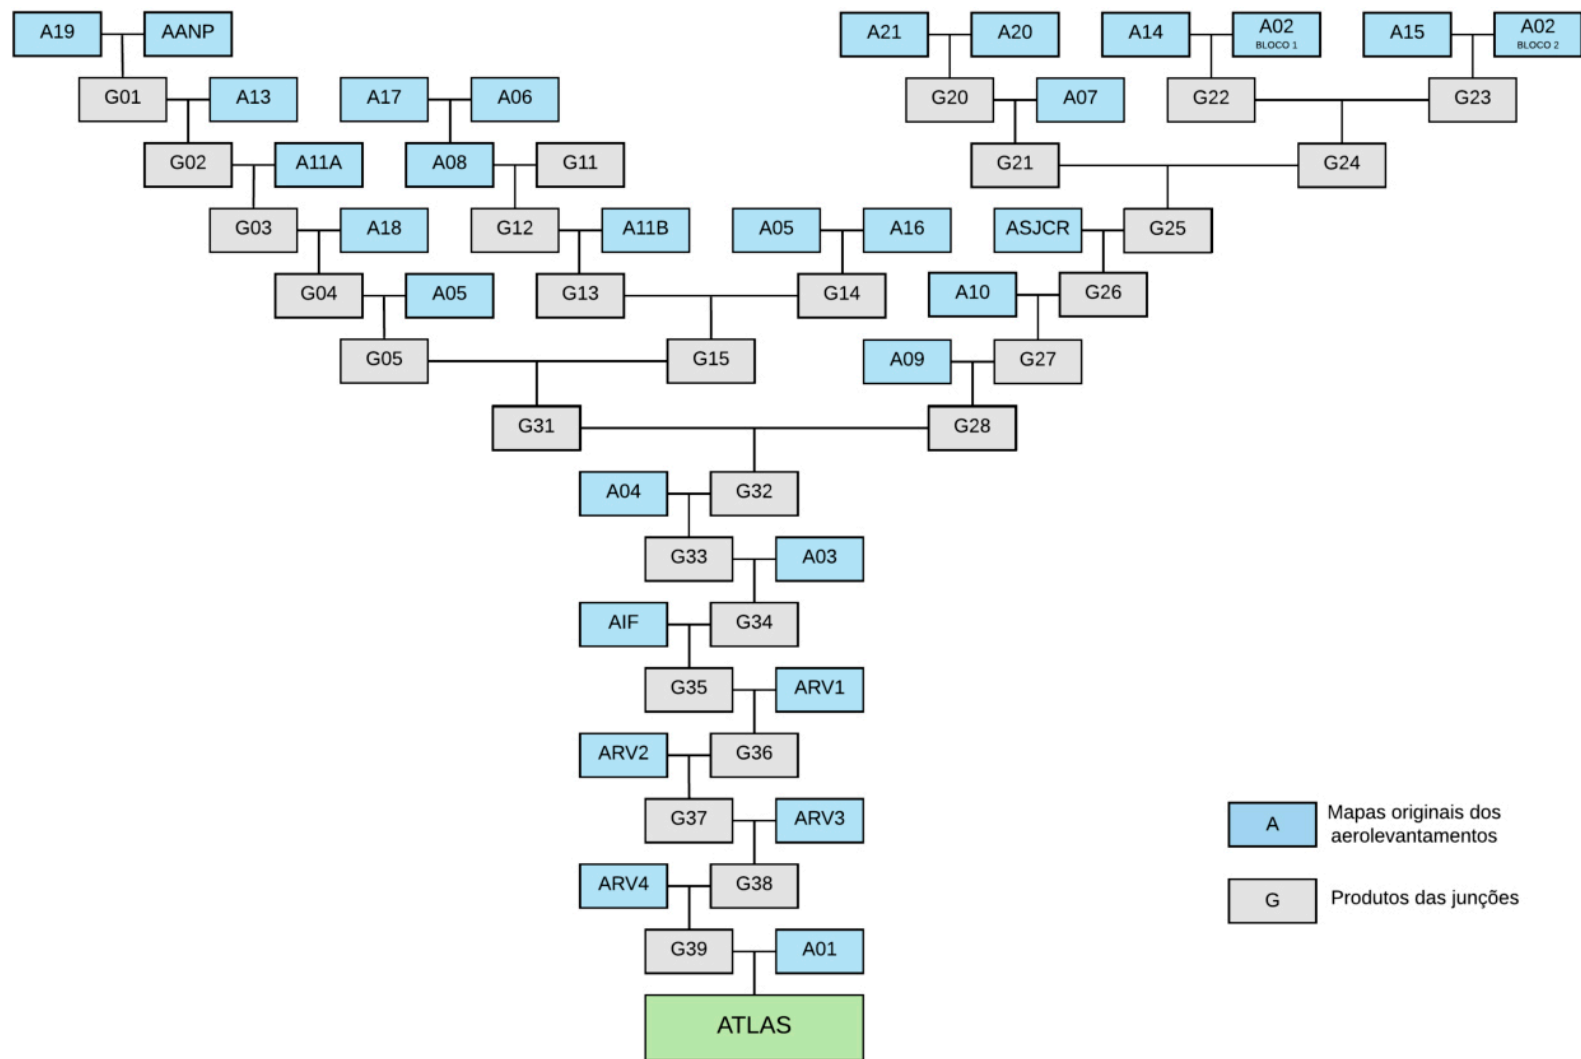 A19 AANP A21 A20 A14 A02 A15 A02
BLOCO 1 BLOCO 2
G01 A13 A17 A06 G20 A07 G22 G23
G02 A11A A08 G11 G21 G24
G03 A18 G12 A11B A05 A16 ASJCR G25
G04 A05 G13 G14 A10 G26
G05 G15 A09 G27
G31 G28
A04 G32
G33 A03
AIF G34
G35 ARV1
ARV2 G36
G37 ARV3
A Mapas originais dos
aerolevantamentos
ARV4 G38
G Produtos das junções
G39 A01
ATLAS